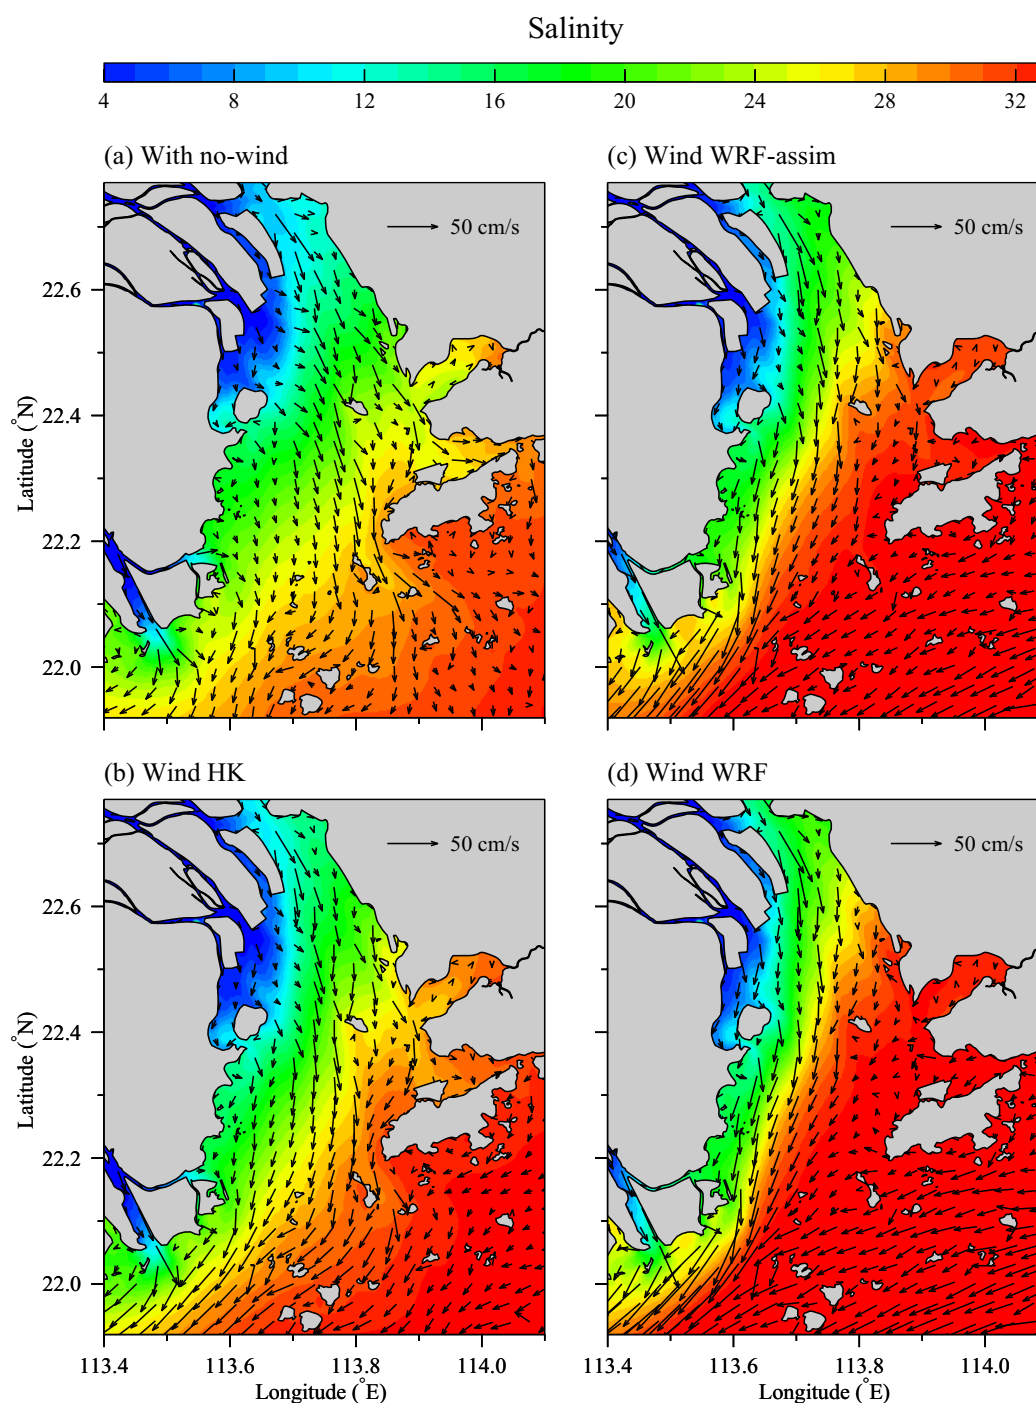 Salinity
4 8 12 16 20 24 28 32
(a) With no-wind
50 cm/s
(c) Wind WRF-assim
50 cm/s
22.6
22.4
22.2
22.0
Latitude (°N)
(b) Wind HK
50 cm/s
(d) Wind WRF
50 cm/s
22.6
22.4
22.2
22.0
Latitude (°N)
113.4 113.6 113.8 114.0
Longitude (°E)
113.4 113.6 113.8 114.0
Longitude (°E)